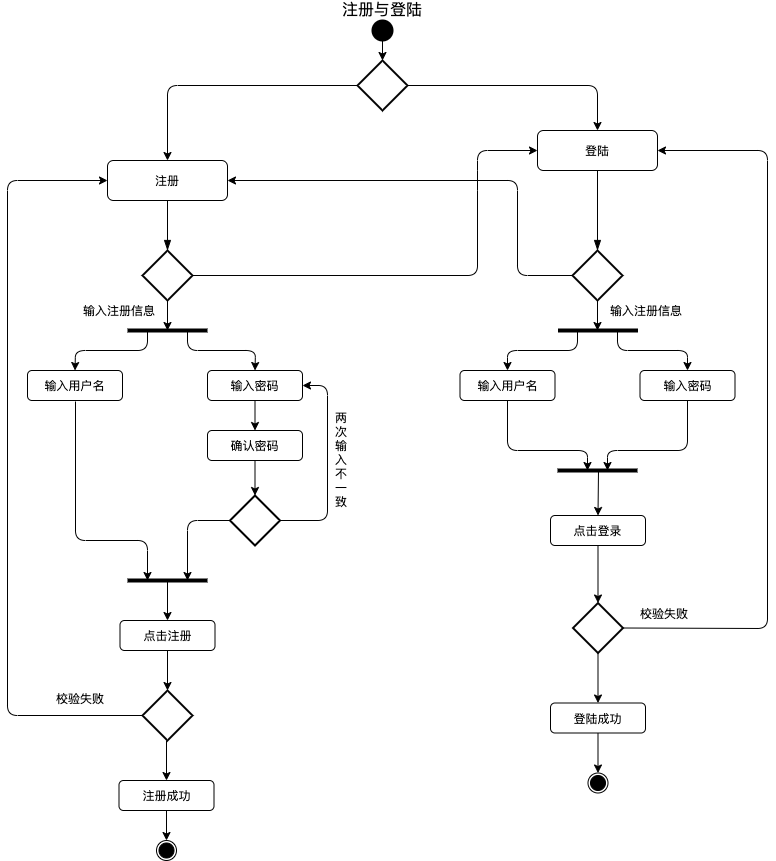 注册与登陆
登陆
注册
输入注册信息
输入注册信息
输入用户名
输入密码
输入用户名
输入密码
两次输入不一致
确认密码
点击登录
校验失败
点击注册
校验失败
登陆成功
注册成功